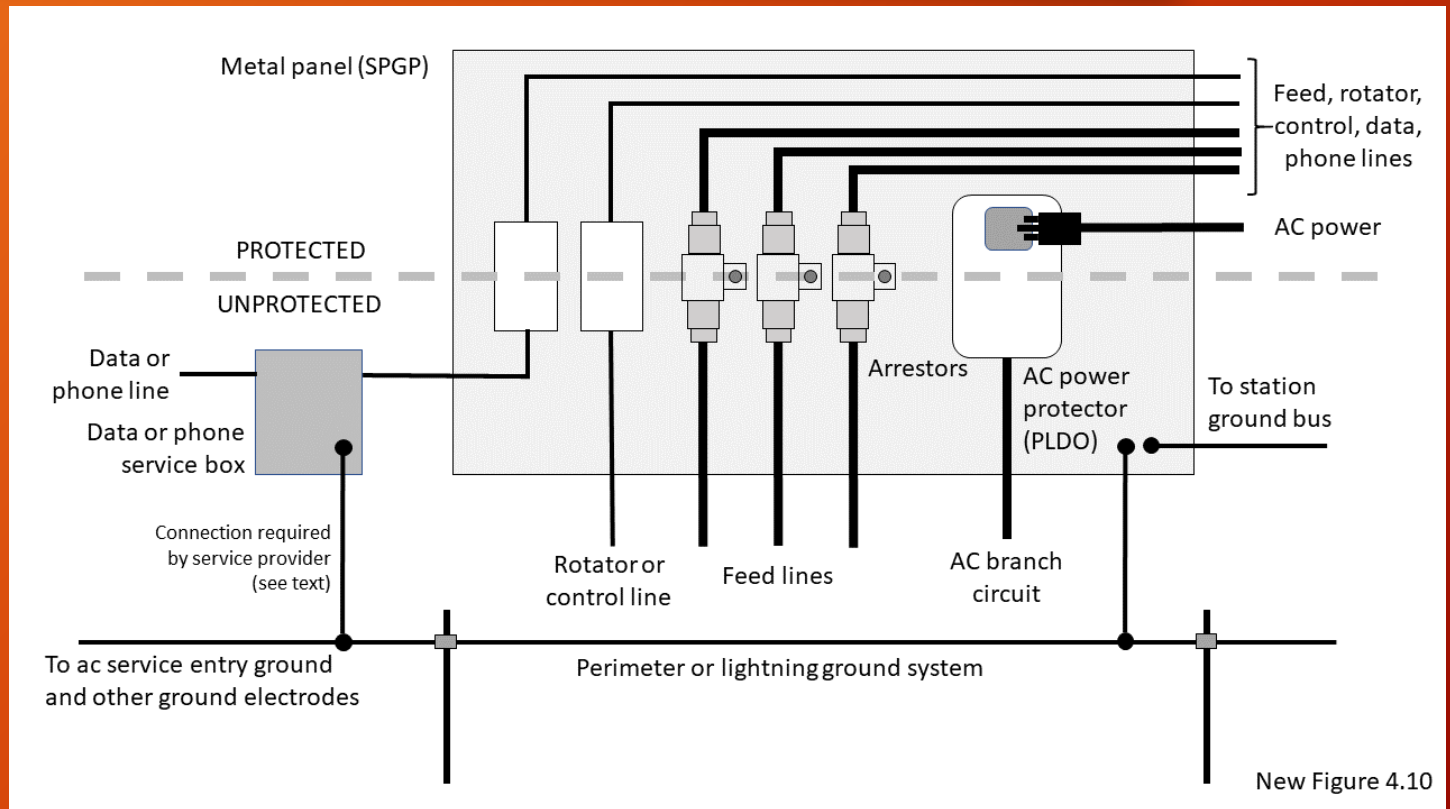 Metal panel (SPGP)
Feed, rotator,
control, data,
phone lines
AC power
PROTECTED
UNPROTECTED
Data or
phone line
Data or phone
service box
Arrestors
AC power
protector
(PLDO)
To station
ground bus
Connection required
by service provider
(see text)
Rotator or
control line
Feed lines
AC branch
circuit
To ac service entry ground
and other ground electrodes
Perimeter or lightning ground system
New Figure 4.10